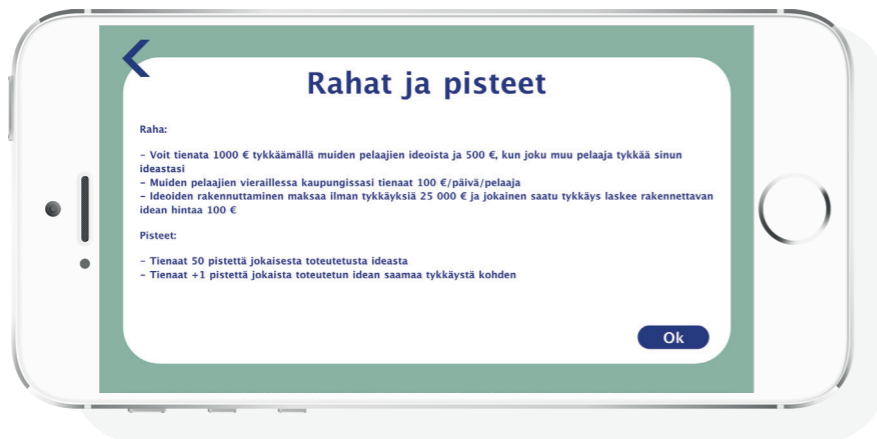 Rahat ja pisteet
Raha:
– Voit tienata 1000 € tykkäämällä muiden pelaajien ideoista ja 500 €, kun joku muu pelaaja tykkää sinun
ideastasi
– Muiden pelaajien vieraillessa kaupungissasi tienaat 100 €/päivä/pelaaja
– Ideoiden rakennuttaminen maksaa ilman tykkäyksiä 25 000 € ja jokainen saatu tykkäys laskee rakennettavan
idean hintaa 100 €
Pisteet:
– Tienaat 50 pistettä jokaisesta toteutetusta ideasta
– Tienaat +1 pistettä jokaista toteutetun idean saamaa tykkäystä kohden
Ok